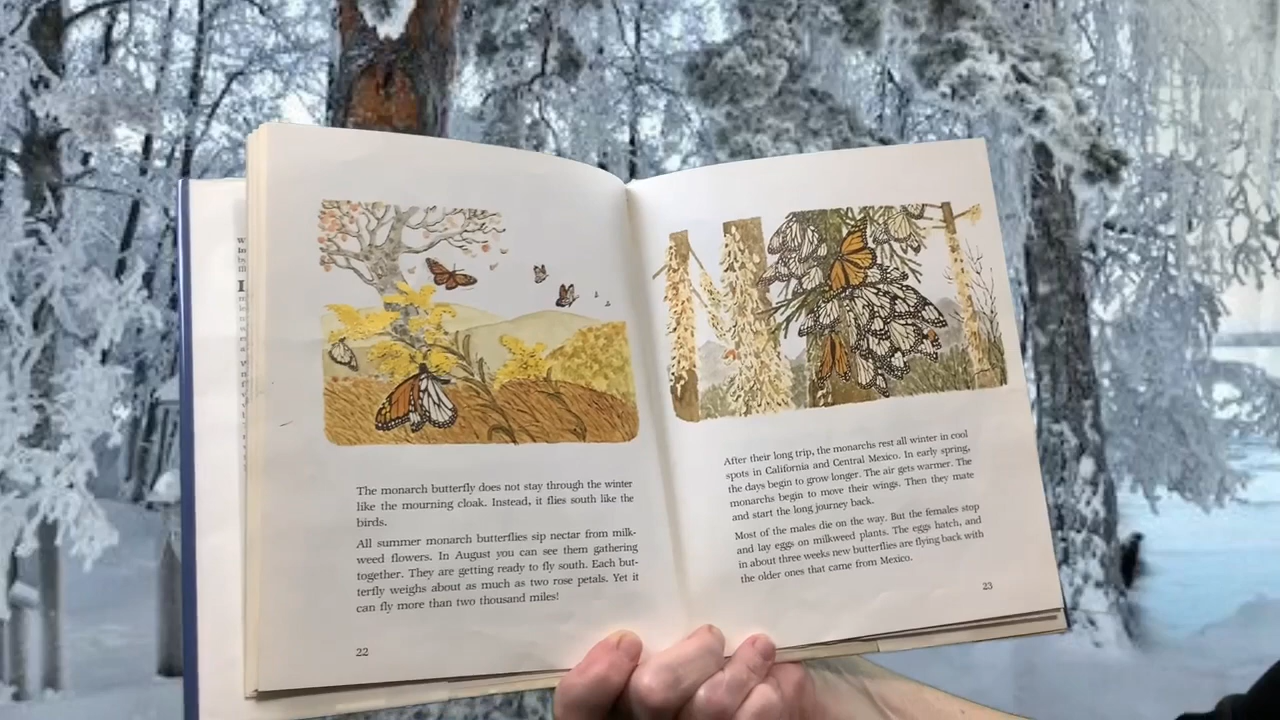 The monarch butterfly does not stay through the winter
like the mourning cloak. Instead, it flies south like the
birds.
All summer monarch butterflies sip nectar from milk-
weed flowers. In August you can see them gathering
together. They are getting ready to fly south. Each but-
terfly weighs about as much as two rose petals. Yet it
can fly more than two thousand miles!
22
After their long trip, the monarchs rest all winter in cool
spots in California and Central Mexico. In early spring,
the days begin to grow longer. The air gets warmer. The
monarchs begin to move their wings. Then they mate
and start the long journey back.
Most of the males die on the way. But the females stop
and lay eggs on milkweed plants. The eggs hatch, and
in about three weeks new butterflies are flying back with
the older ones that came from Mexico.
23